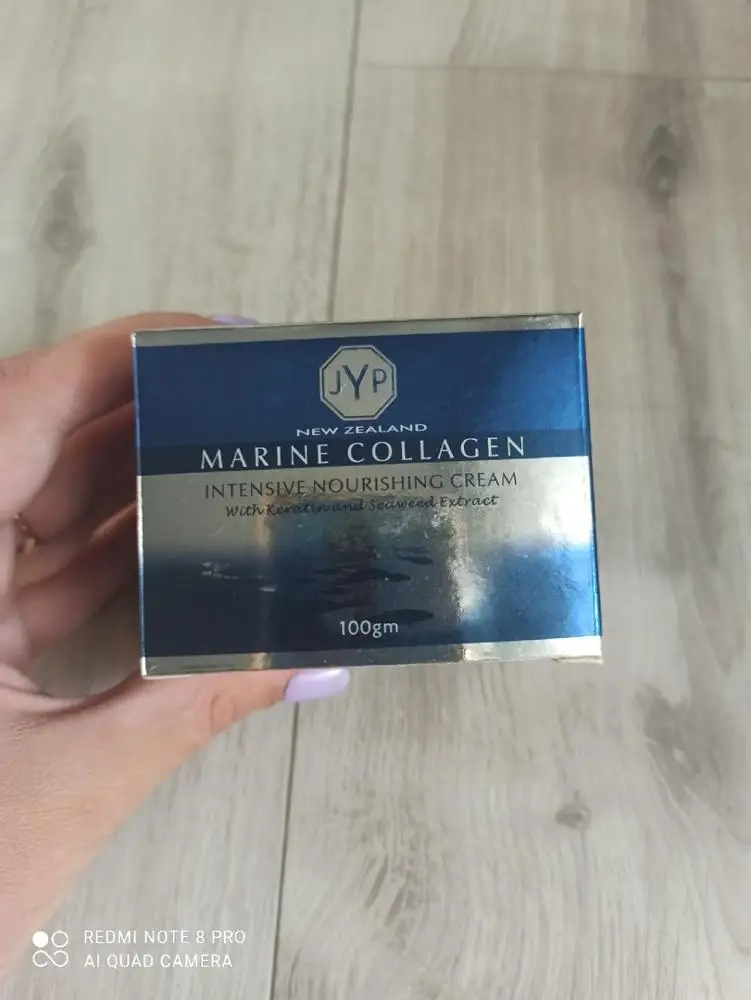 JYP
NEW ZEALAND
MARINE COLLAGEN
INTENSIVE NOURISHING CREAM
With Keratin and Seaweed Extract
100gm
REDMI NOTE 8 PRO
AI QUAD CAMERA